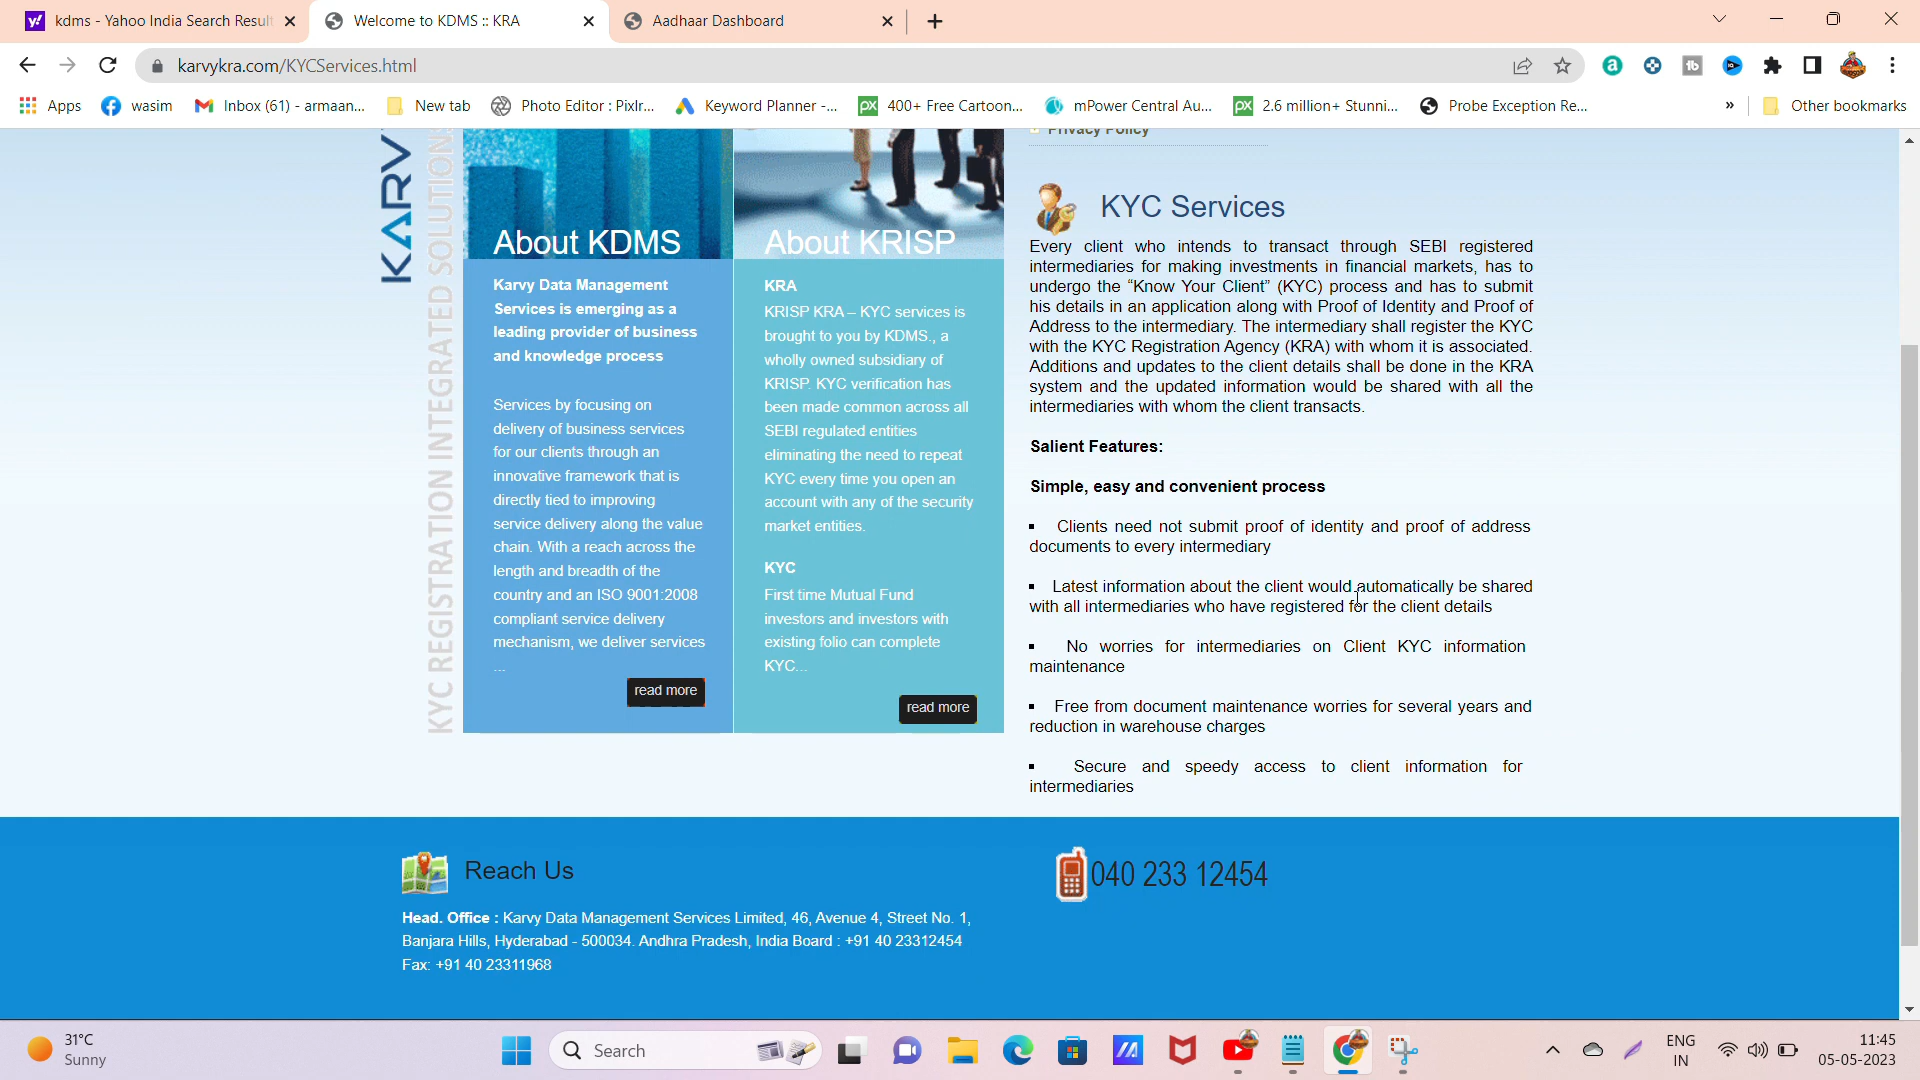 kdms - Yahoo India Search Result
Welcome to KDMS :: KRA
Aadhaar Dashboard
karvykra.com/KYCServices.html
Apps
wasim
Inbox (61) - armaan...
New tab
Photo Editor : Pixlr...
Keyword Planner -...
400+ Free Cartoon...
mPower Central Au...
2.6 million+ Stunni...
Probe Exception Re...
»
Other bookmarks
KARV
KYC REGISTRATION INTEGRATED SOLUTIONS
About KDMS
Karvy Data Management
Services is emerging as a
leading provider of business
and knowledge process
Services by focusing on
delivery of business services
for our clients through an
innovative framework that is
directly tied to improving
service delivery along the value
chain. With a reach across the
length and breadth of the
country and an ISO 9001:2008
compliant service delivery
mechanism, we deliver services
...
read more
About KRISP
KRA
KRISP KRA – KYC services is
brought to you by KDMS., a
wholly owned subsidiary of
KRISP. KYC verification has
been made common across all
SEBI regulated entities
eliminating the need to repeat
KYC every time you open an
account with any of the security
market entities.
KYC
First time Mutual Fund
investors and investors with
existing folio can complete
KYC...
read more
Privacy Policy
KYC Services
Every client who intends to transact through SEBI registered
intermediaries for making investments in financial markets, has to
undergo the “Know Your Client” (KYC) process and has to submit
his details in an application along with Proof of Identity and Proof of
Address to the intermediary. The intermediary shall register the KYC
with the KYC Registration Agency (KRA) with whom it is associated.
Additions and updates to the client details shall be done in the KRA
system and the updated information would be shared with all the
intermediaries with whom the client transacts.
Salient Features:
Simple, easy and convenient process
▪ Clients need not submit proof of identity and proof of address
documents to every intermediary
▪ Latest information about the client would automatically be shared
with all intermediaries who have registered for the client details
▪ No worries for intermediaries on Client KYC information
maintenance
▪ Free from document maintenance worries for several years and
reduction in warehouse charges
▪ Secure and speedy access to client information for
intermediaries
Reach Us
Head. Office : Karvy Data Management Services Limited, 46, Avenue 4, Street No. 1,
Banjara Hills, Hyderabad - 500034. Andhra Pradesh, India Board : +91 40 23312454
Fax: +91 40 23311968
040 233 12454
31°C
Sunny
Search
ENG
IN
11:45
05-05-2023